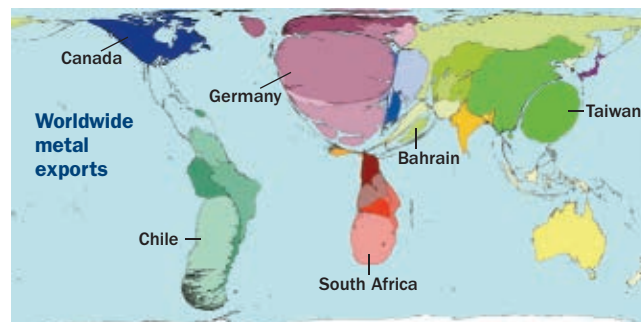 Canada
Germany
Taiwan
Worldwide
metal
exports
Bahrain
Chile
South Africa